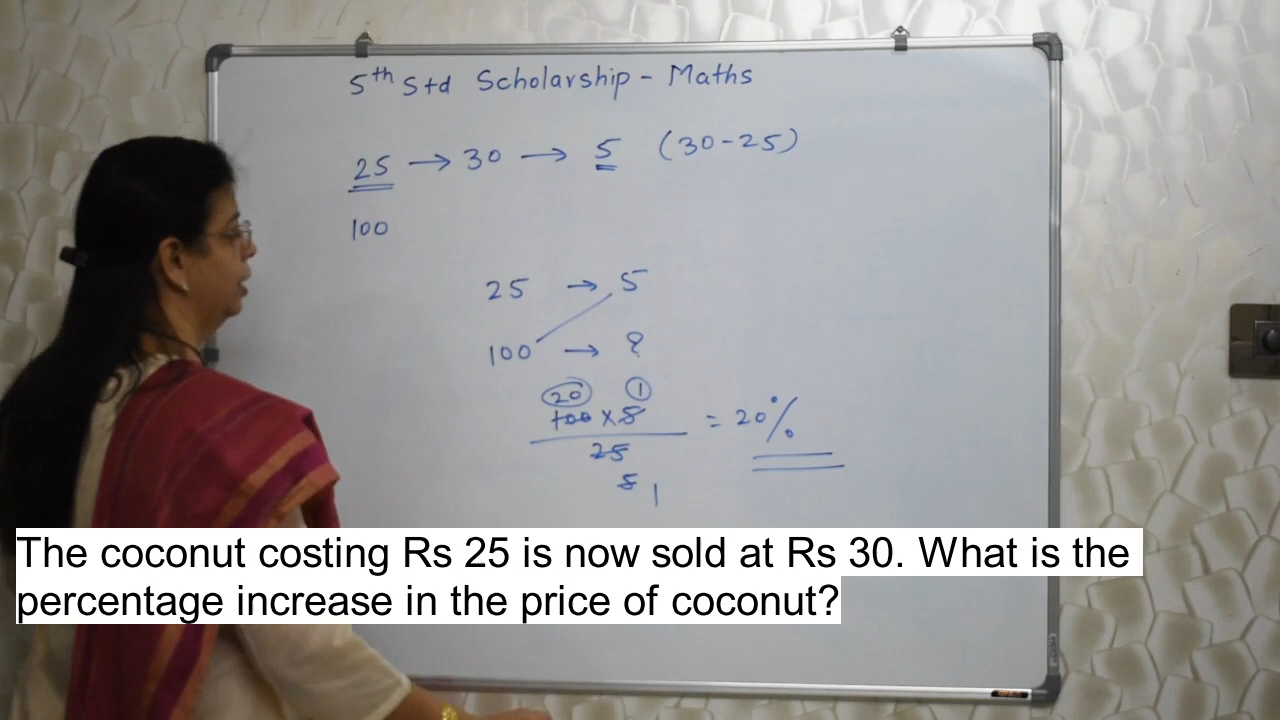 5th Std Scholarship - Maths
25 → 30 → 5 (30-25)
100
25 → 5
100 → ?
20 1
100 x 5 = 20%
25
5 1
The coconut costing Rs 25 is now sold at Rs 30. What is the
percentage increase in the price of coconut?